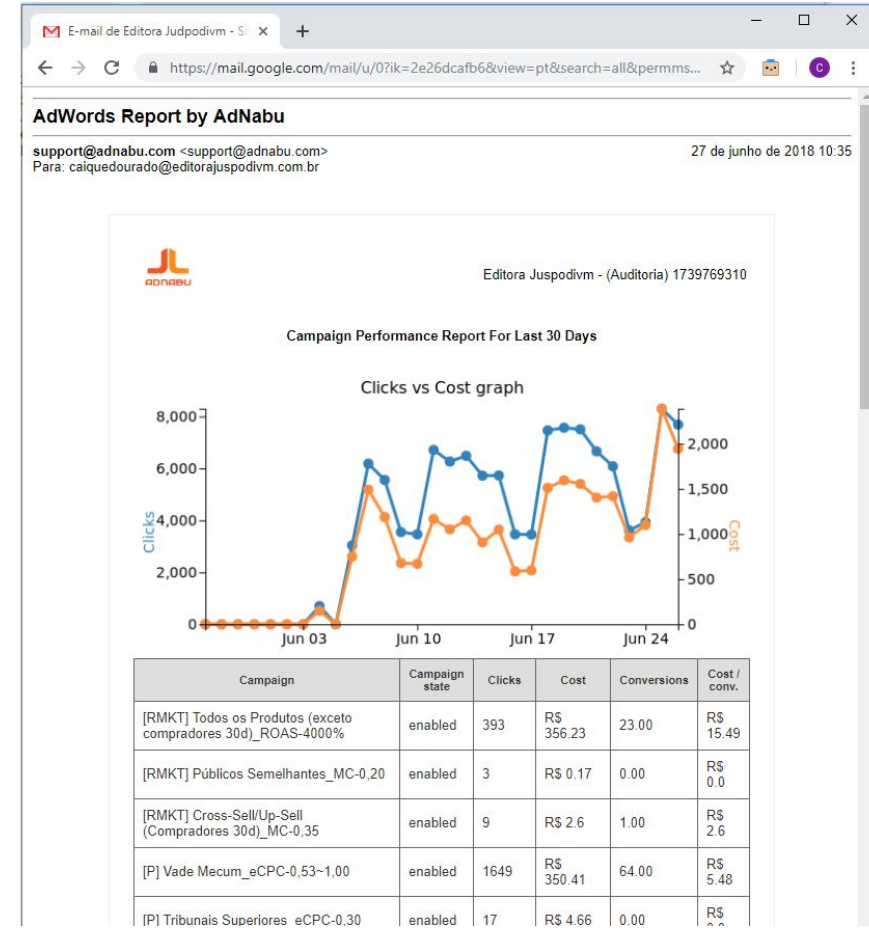 E-mail de Editora Judpodivm - Si
https://mail.google.com/mail/u/0?ik=2e26dcafb6&view=pt&search=all&permms...
C
AdWords Report by AdNabu
support@adnabu.com <support@adnabu.com>
27 de junho de 2018 10:35
Para: caiquedourado@editorajuspodivm.com.br
ADNABU
Editora Juspodivm - (Auditoria) 1739769310
Campaign Performance Report For Last 30 Days
Clicks vs Cost graph
8,000
6,000
4,000
2,000
0
Clicks
2,000
1,500
1,000
500
0
Cost
Jun 03 Jun 10 Jun 17 Jun 24
Campaign Campaign state Clicks Cost Conversions Cost / conv.
[RMKT] Todos os Produtos (exceto compradores 30d)_ROAS-4000% enabled 393 R$ 356.23 23.00 R$ 15.49
[RMKT] Públicos Semelhantes_MC-0,20 enabled 3 R$ 0.17 0.00 R$ 0.0
[RMKT] Cross-Sell/Up-Sell (Compradores 30d)_MC-0,35 enabled 9 R$ 2.6 1.00 R$ 2.6
[P] Vade Mecum_eCPC-0,53~1,00 enabled 1649 R$ 350.41 64.00 R$ 5.48
[P] Tribunais Superiores_eCPC-0,30 enabled 17 R$ 4.66 0.00 R$